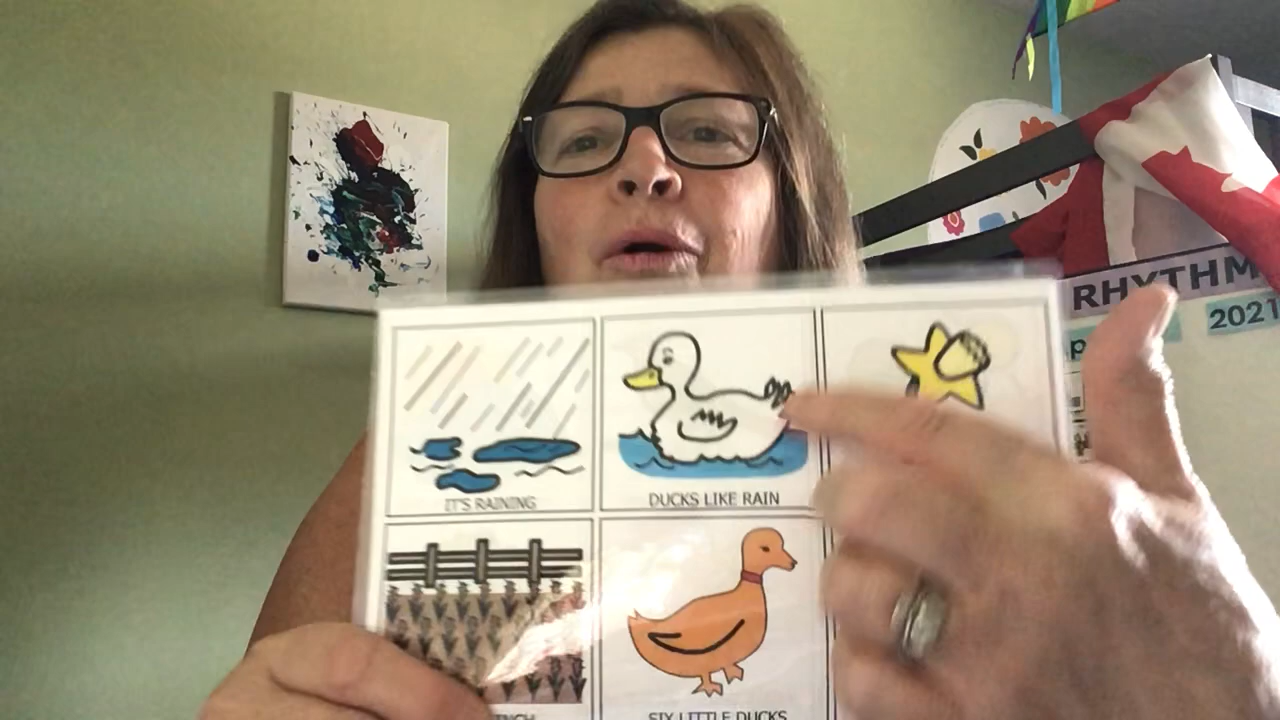 RHYTHM
2021
IT'S RAINING
DUCKS LIKE RAIN
SIX LITTLE DUCKS